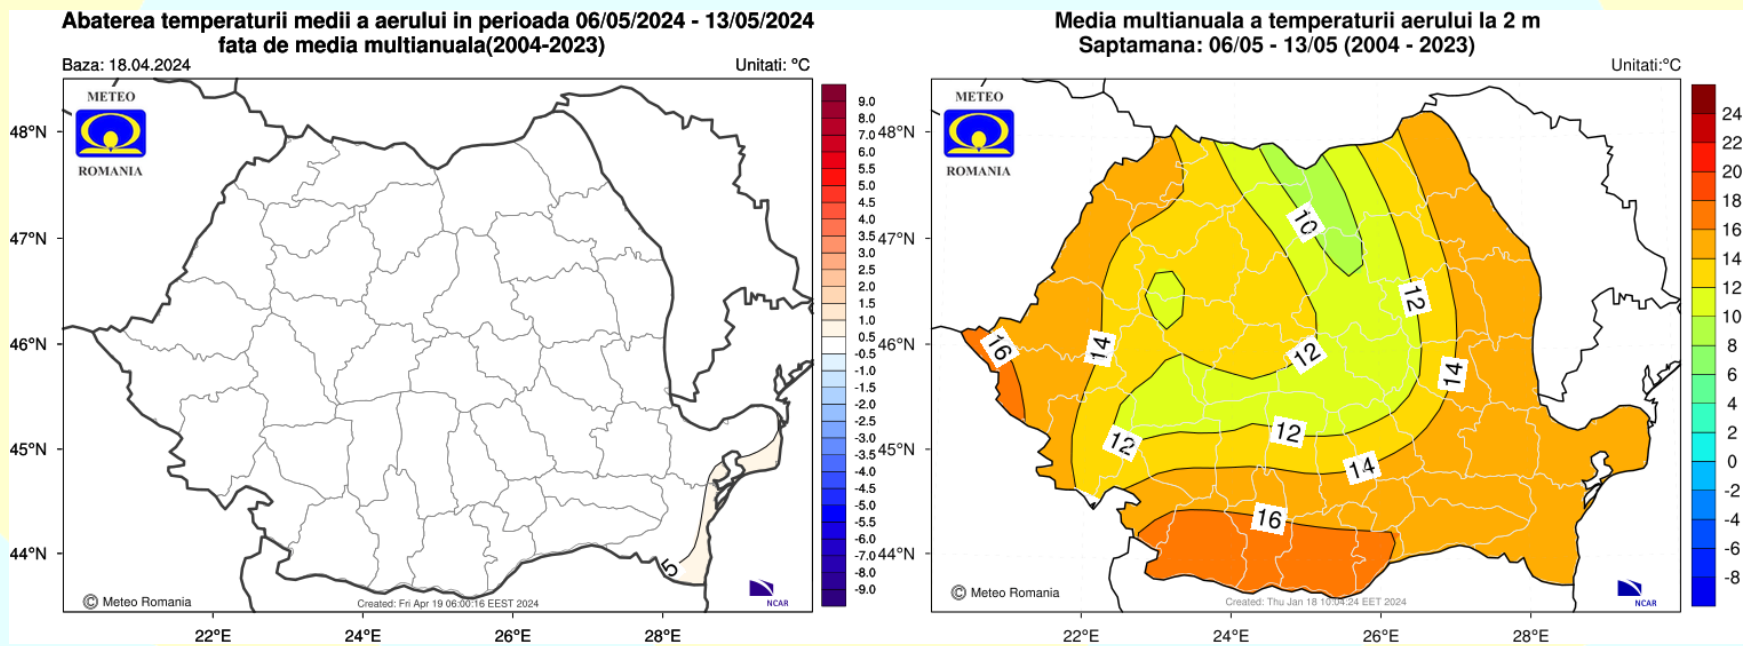 Abaterea temperaturii medii a aerului in perioada 06/05/2024 - 13/05/2024
fata de media multianuala(2004-2023)
Baza: 18.04.2024
Unitati: °C
METEO
ROMANIA
48°N
47°N
46°N
45°N
44°N
22°E
24°E
26°E
28°E
5
© Meteo Romania
Created: Fri Apr 19 06:00:16 EEST 2024
NCAR
9.0
8.0
7.0
6.0
5.5
5.0
4.5
4.0
3.5
3.0
2.5
2.0
1.5
1.0
0.5
-0.5
-1.0
-1.5
-2.0
-2.5
-3.0
-3.5
-4.0
-4.5
-5.0
-5.5
-6.0
-7.0
-8.0
-9.0
Media multianuala a temperaturii aerului la 2 m
Saptamana: 06/05 - 13/05 (2004 - 2023)
Unitati:°C
METEO
ROMANIA
48°N
47°N
46°N
45°N
44°N
22°E
24°E
26°E
28°E
10
12
16
14
12
14
12
12
14
16
© Meteo Romania
Created: Thu Jan 18 10:04:24 EET 2024
NCAR
24
22
20
18
16
14
12
10
8
6
4
2
0
-2
-4
-6
-8